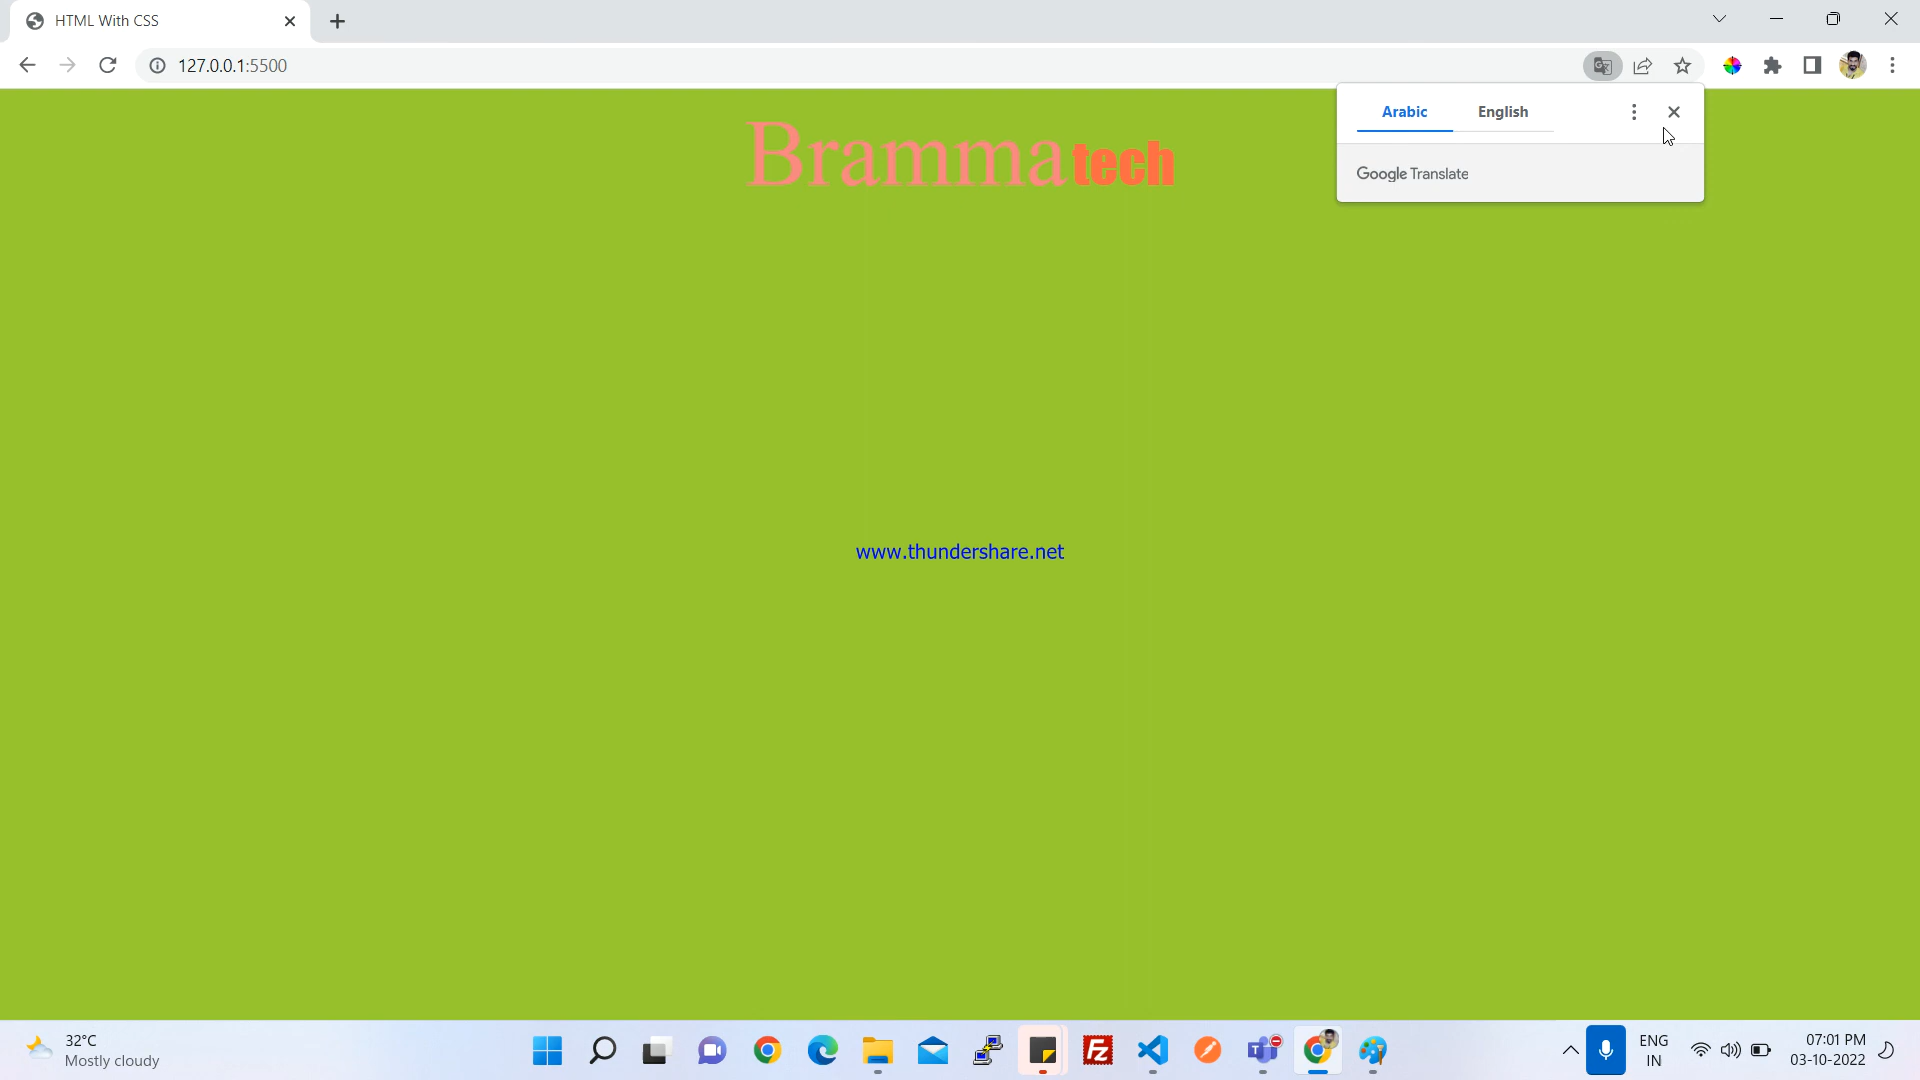 HTML With CSS
127.0.0.1:5500
Arabic English
Google Translate
Brammatech
www.thundershare.net
32°C
Mostly cloudy
ENG
IN
07:01 PM
03-10-2022